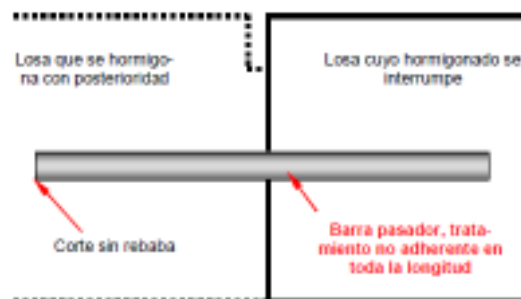 Losa que se hormigo-
na con posterioridad
Losa cuyo hormigonado se
interrumpe
Corte sin rebaba
Barra pasador, trata-
miento no adherente en
toda la longitud